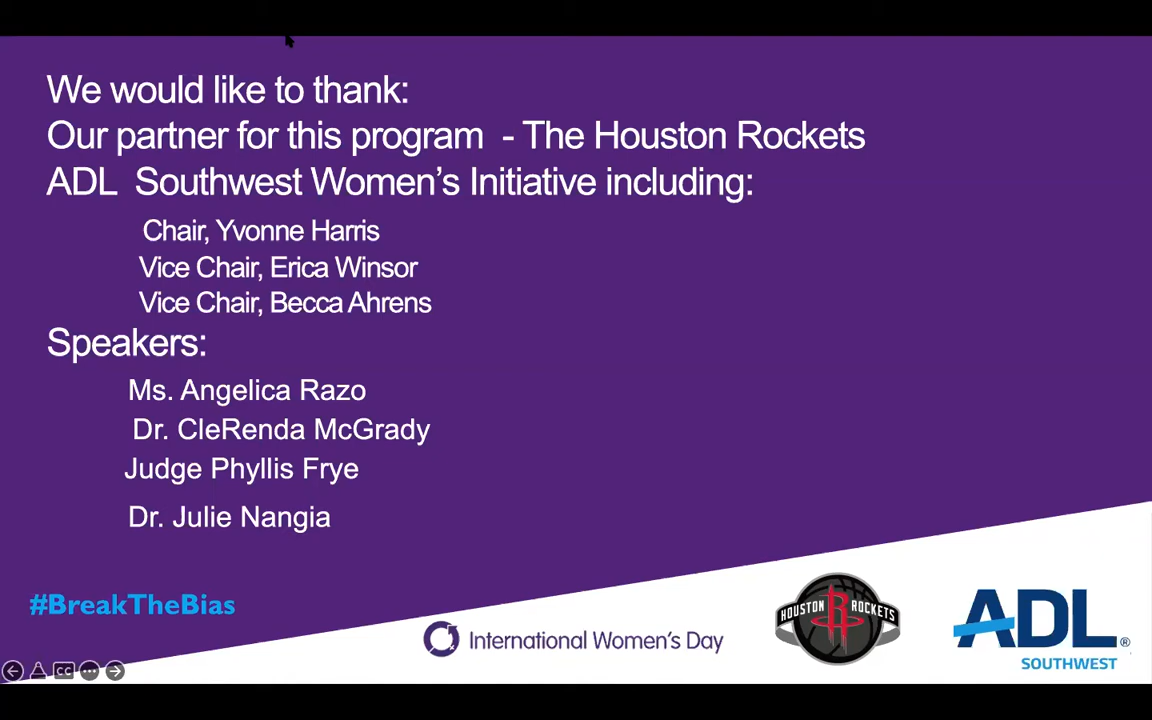 We would like to thank:
Our partner for this program - The Houston Rockets
ADL Southwest Women's Initiative including:
Chair, Yvonne Harris
Vice Chair, Erica Winsor
Vice Chair, Becca Ahrens
Speakers:
Ms. Angelica Razo
Dr. CleRenda McGrady
Judge Phyllis Frye
Dr. Julie Nangia
#BreakTheBias
International Women's Day
HOUSTON R ROCKETS
ADL®
SOUTHWEST
CC